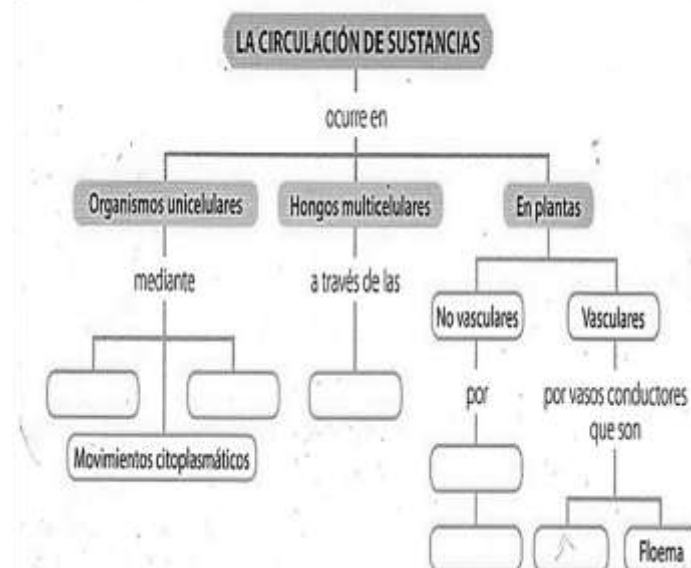 LA CIRCULACIÓN DE SUSTANCIAS
ocurre en
Organismos unicelulares
Hongos multicelulares
En plantas
mediante
a través de las
No vasculares
Vasculares
por
por vasos conductores
que son
Movimientos citoplasmáticos
Floema